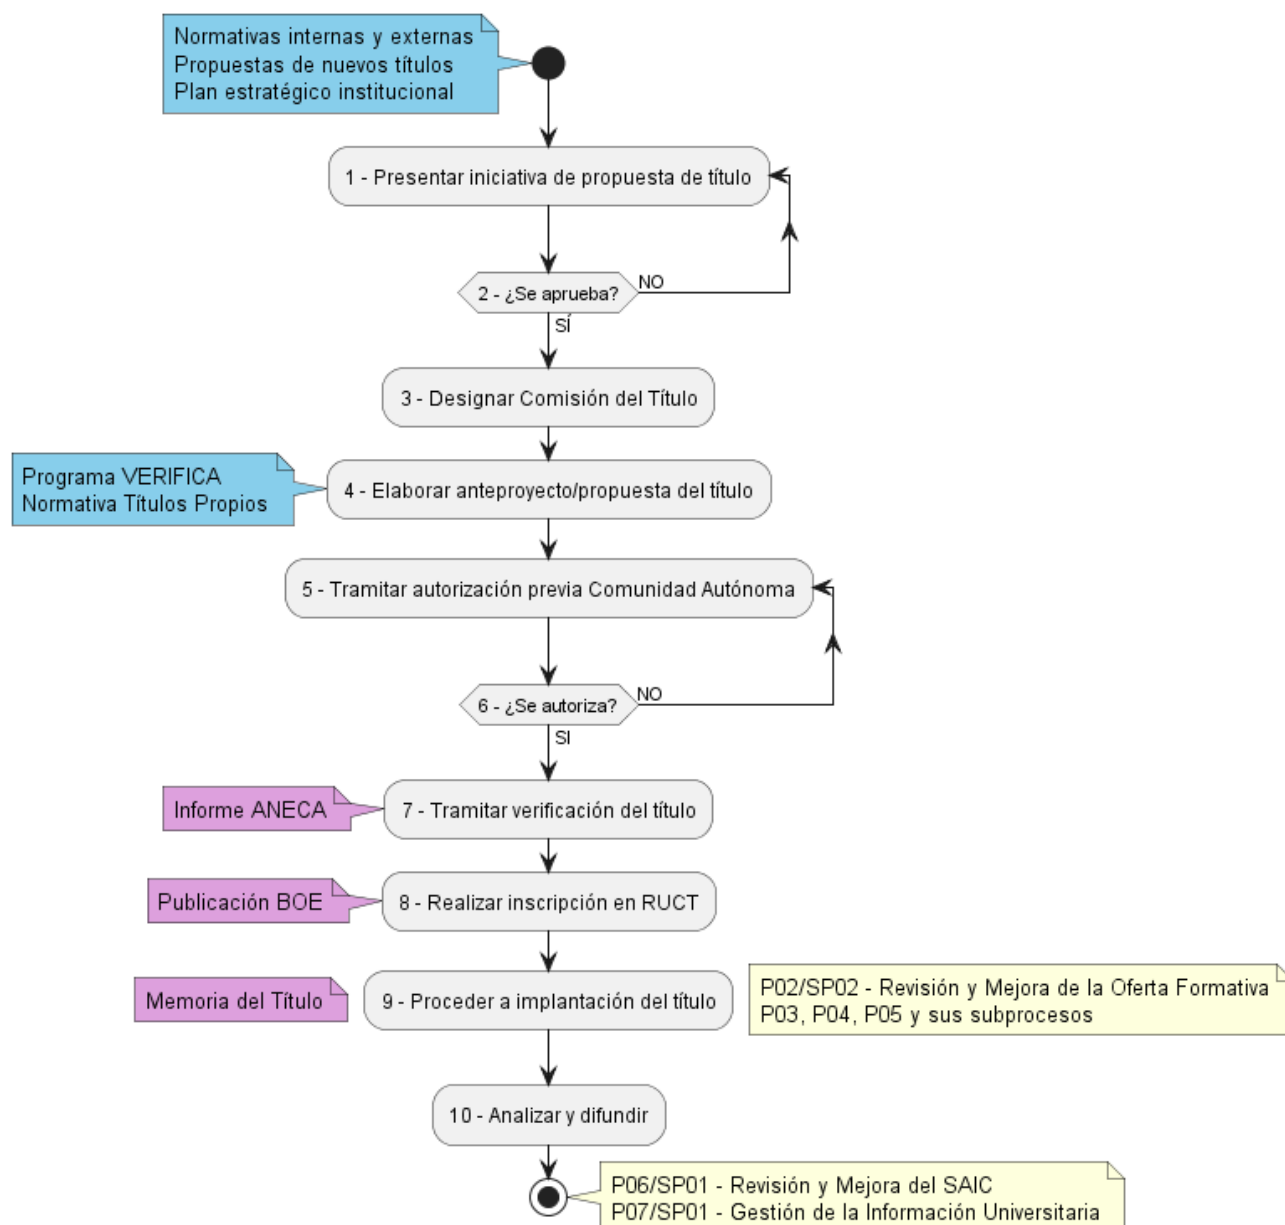 Normativas internas y externas
Propuestas de nuevos títulos
Plan estratégico institucional
1 - Presentar iniciativa de propuesta de título
2 - ¿Se aprueba?
NO
SÍ
3 - Designar Comisión del Título
Programa VERIFICA
Normativa Títulos Propios
4 - Elaborar anteproyecto/propuesta del título
5 - Tramitar autorización previa Comunidad Autónoma
6 - ¿Se autoriza?
NO
SI
Informe ANECA
7 - Tramitar verificación del título
Publicación BOE
8 - Realizar inscripción en RUCT
Memoria del Título
9 - Proceder a implantación del título
P02/SP02 - Revisión y Mejora de la Oferta Formativa
P03, P04, P05 y sus subprocesos
10 - Analizar y difundir
P06/SP01 - Revisión y Mejora del SAIC
P07/SP01 - Gestión de la Información Universitaria